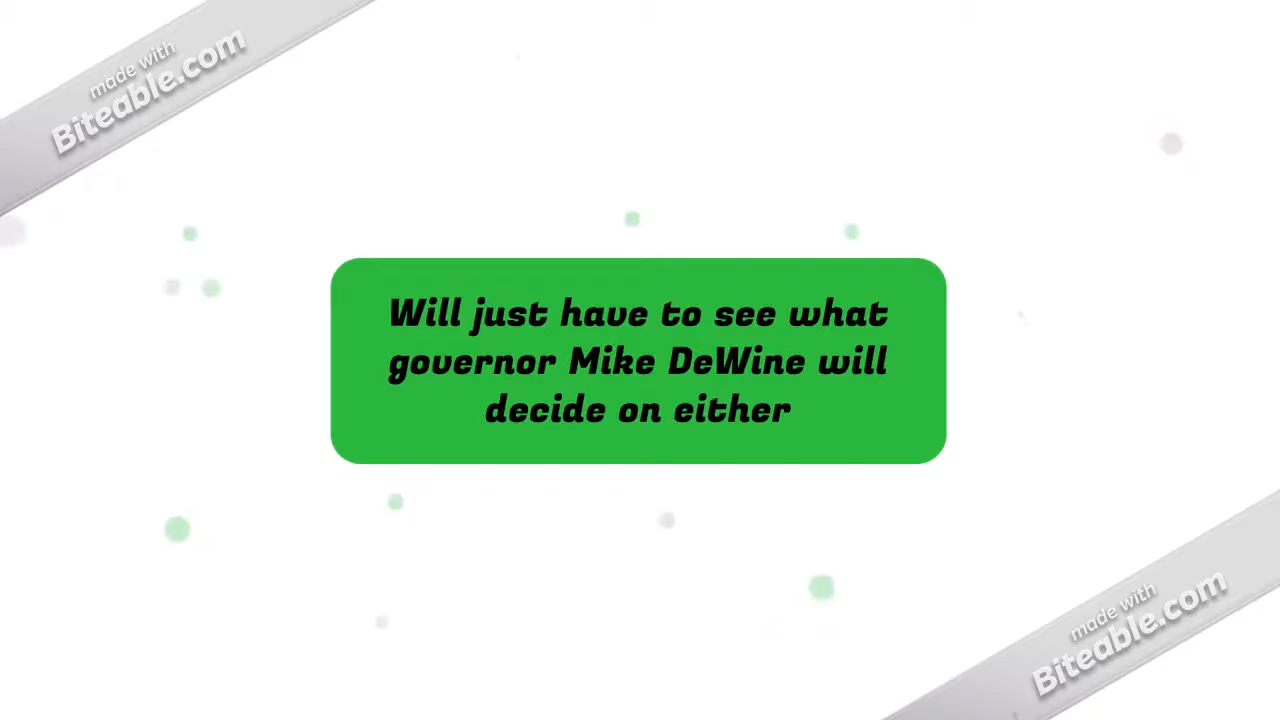 made with
Biteable.com
Will just have to see what
governor Mike DeWine will
decide on either
made with
Biteable.com